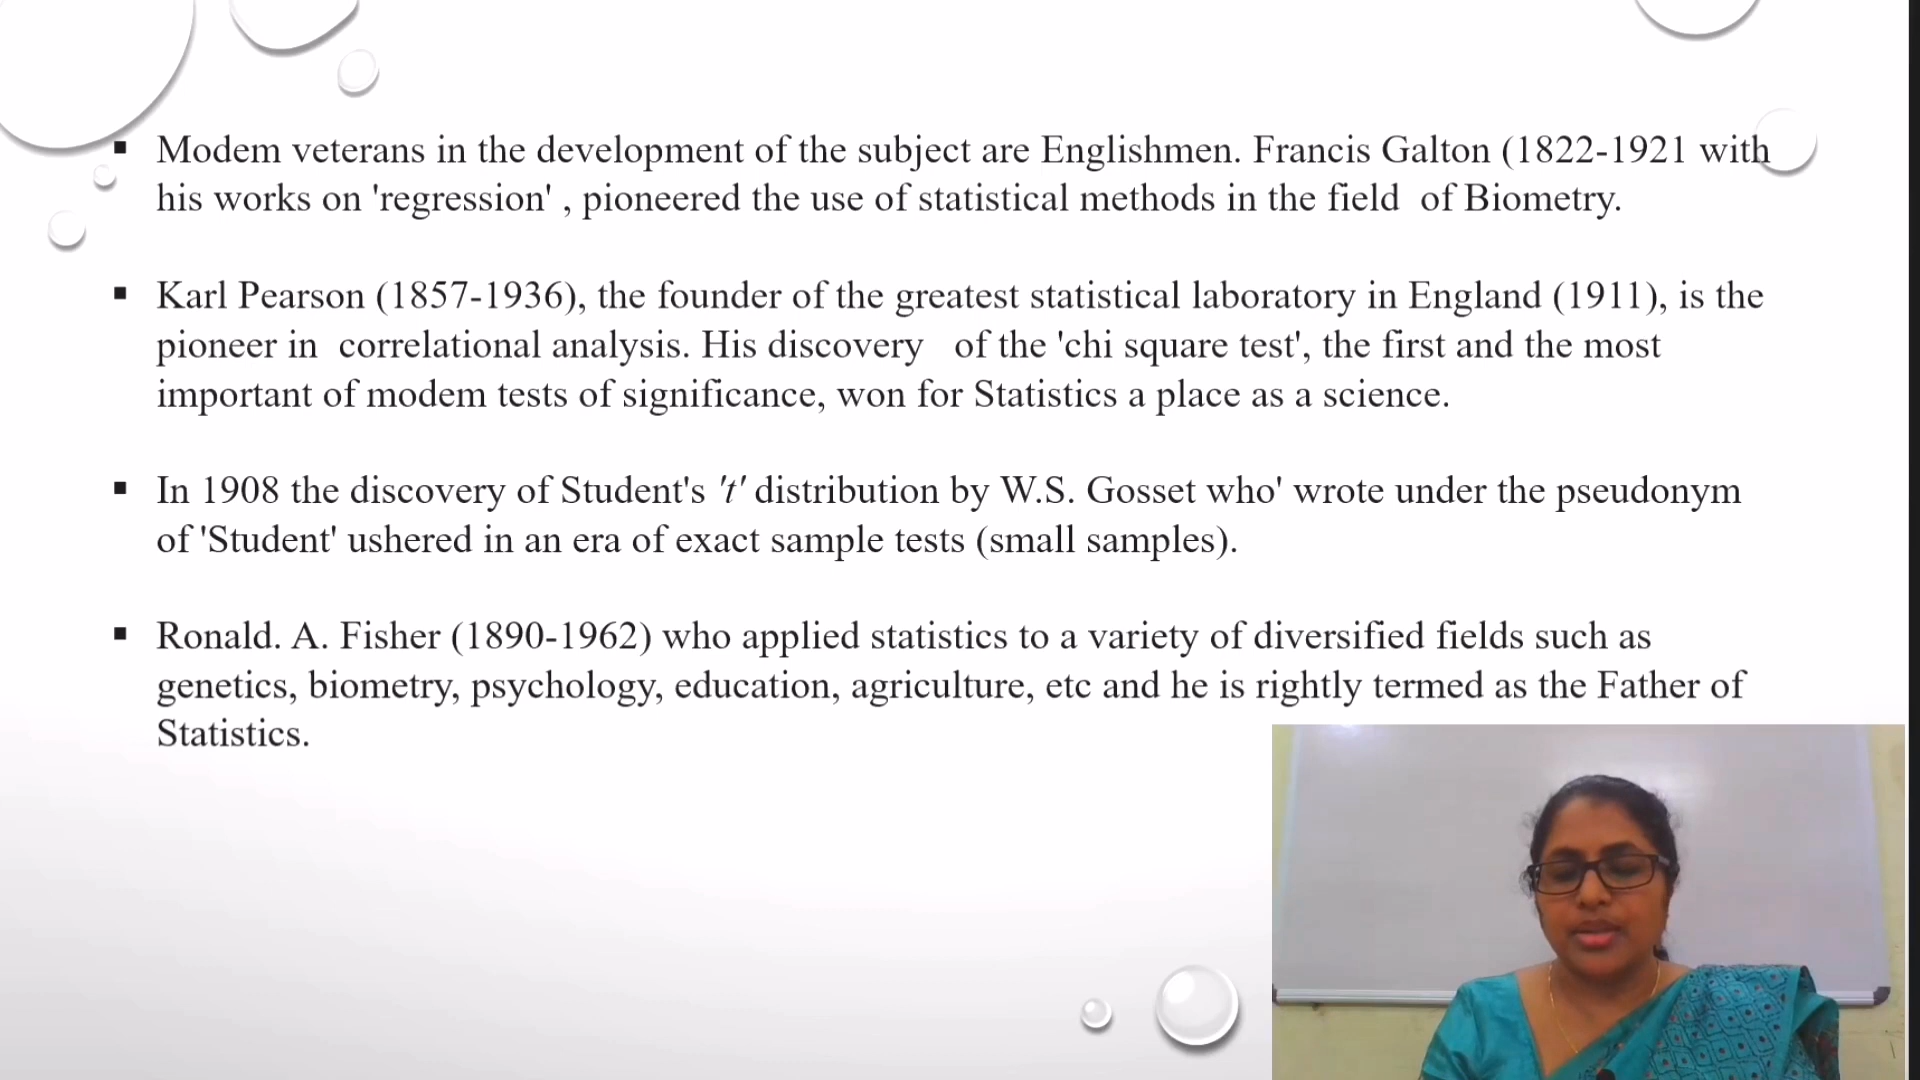 ▪ Modem veterans in the development of the subject are Englishmen. Francis Galton (1822-1921 with
his works on 'regression' , pioneered the use of statistical methods in the field of Biometry.
▪ Karl Pearson (1857-1936), the founder of the greatest statistical laboratory in England (1911), is the
pioneer in correlational analysis. His discovery of the 'chi square test', the first and the most
important of modem tests of significance, won for Statistics a place as a science.
▪ In 1908 the discovery of Student's 't' distribution by W.S. Gosset who' wrote under the pseudonym
of 'Student' ushered in an era of exact sample tests (small samples).
▪ Ronald. A. Fisher (1890-1962) who applied statistics to a variety of diversified fields such as
genetics, biometry, psychology, education, agriculture, etc and he is rightly termed as the Father of
Statistics.